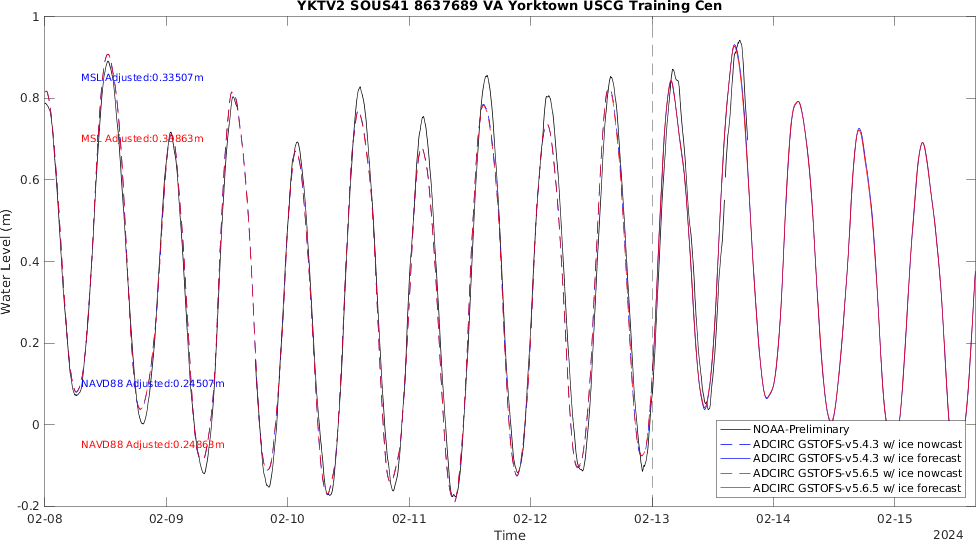 YKTV2 SOUS41 8637689 VA Yorktown USCG Training Cen
1
0.8
0.6
0.4
0.2
0
-0.2
Water Level (m)
MSL Adjusted:0.33507m
MSL Adjusted:0.33863m
NAVD88 Adjusted:0.24507m
NAVD88 Adjusted:0.24863m
NOAA-Preliminary
ADCIRC GSTOFS-v5.4.3 w/ ice nowcast
ADCIRC GSTOFS-v5.4.3 w/ ice forecast
ADCIRC GSTOFS-v5.6.5 w/ ice nowcast
ADCIRC GSTOFS-v5.6.5 w/ ice forecast
02-08
02-09
02-10
02-11
02-12
02-13
02-14
02-15
Time
2024